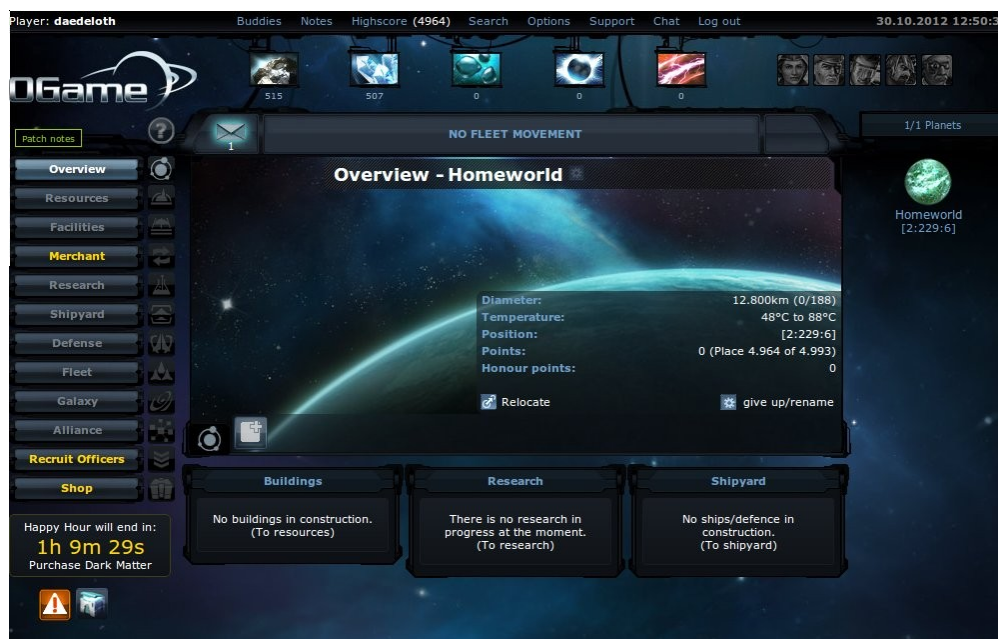 Player: daedeloth
Buddies Notes Highscore (4964) Search Options Support Chat Log out
30.10.2012 12:50:3
OGame
515 507 0 0 0
Patch notes
?
1
NO FLEET MOVEMENT
1/1 Planets
Overview
Resources
Facilities
Merchant
Research
Shipyard
Defense
Fleet
Galaxy
Alliance
Recruit Officers
Shop
Overview - Homeworld
Homeworld
[2:229:6]
Diameter: 12.800km (0/188)
Temperature: 48°C to 88°C
Position: [2:229:6]
Points: 0 (Place 4.964 of 4.993)
Honour points: 0
Relocate give up/rename
Buildings
No buildings in construction.
(To resources)
Research
There is no research in
progress at the moment.
(To research)
Shipyard
No ships/defence in
construction.
(To shipyard)
Happy Hour will end in:
1h 9m 29s
Purchase Dark Matter